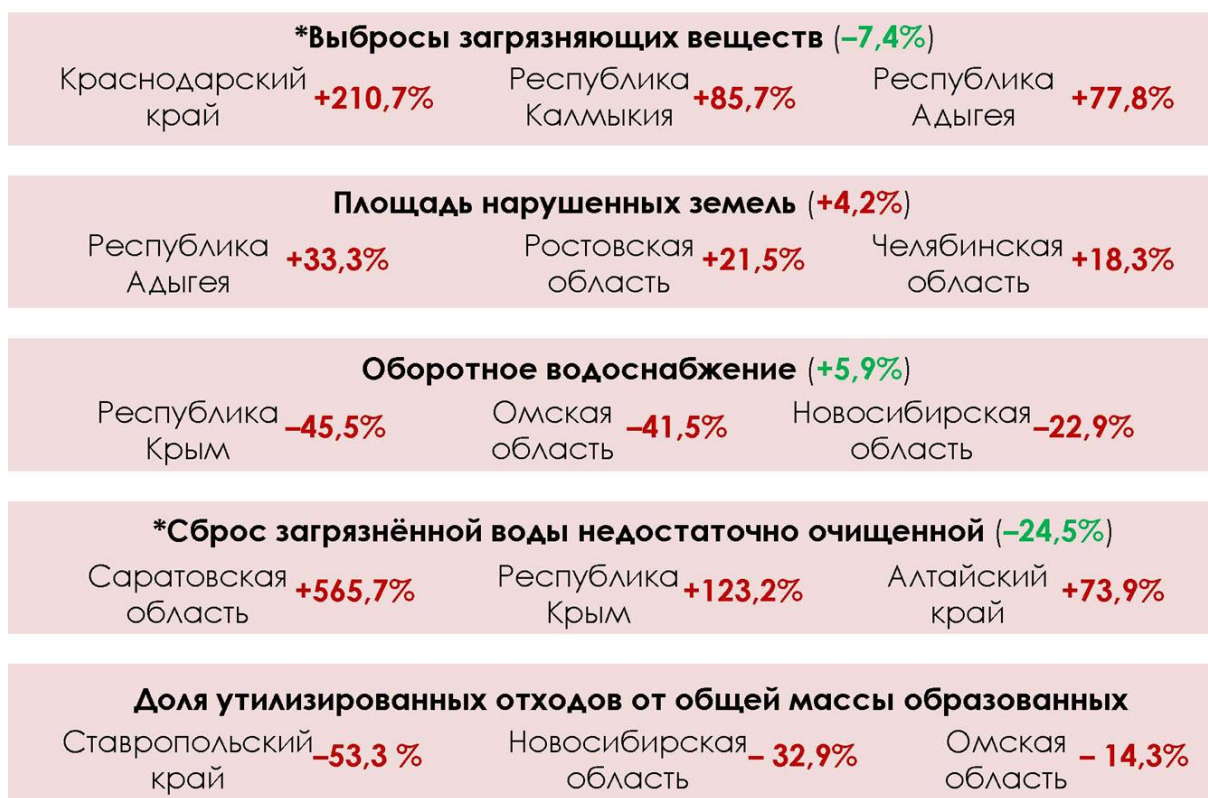 *Выбросы загрязняющих веществ (–7,4%)
Краснодарский край +210,7%
Республика Калмыкия +85,7%
Республика Адыгея +77,8%
Площадь нарушенных земель (+4,2%)
Республика Адыгея +33,3%
Ростовская область +21,5%
Челябинская область +18,3%
Оборотное водоснабжение (+5,9%)
Республика Крым –45,5%
Омская область –41,5%
Новосибирская область –22,9%
*Сброс загрязнённой воды недостаточно очищенной (–24,5%)
Саратовская область +565,7%
Республика Крым +123,2%
Алтайский край +73,9%
Доля утилизированных отходов от общей массы образованных
Ставропольский край –53,3 %
Новосибирская область – 32,9%
Омская область – 14,3%